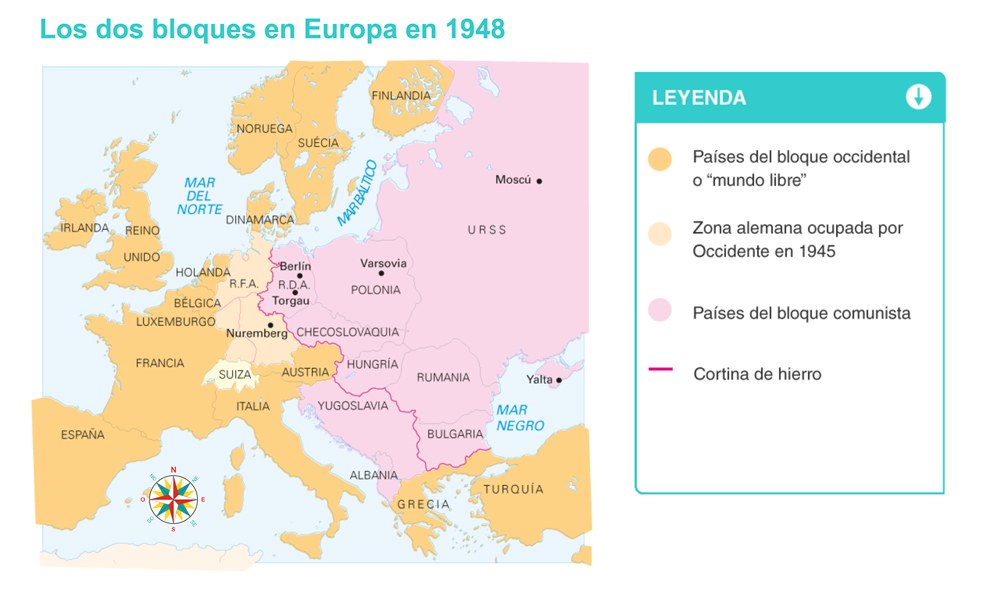 Los dos bloques en Europa en 1948
FINLANDIA
NORUEGA
SUÉCIA
MAR
DEL
NORTE
MAR BÁLTICO
Moscú
URSS
DINAMARCA
IRLANDA
REINO
UNIDO
HOLANDA
R.F.A.
Berlín
R.D.A.
Torgau
Varsovia
POLONIA
BÉLGICA
LUXEMBURGO
Nuremberg
CHECOSLOVAQUIA
FRANCIA
SUIZA
AUSTRIA
HUNGRÍA
RUMANIA
Yalta
ITALIA
YUGOSLAVIA
MAR
NEGRO
ESPAÑA
BULGARIA
ALBANIA
GRECIA
TURQUÍA
N
O
E
S
LEYENDA
Países del bloque occidental
o “mundo libre”
Zona alemana ocupada por
Occidente en 1945
Países del bloque comunista
Cortina de hierro